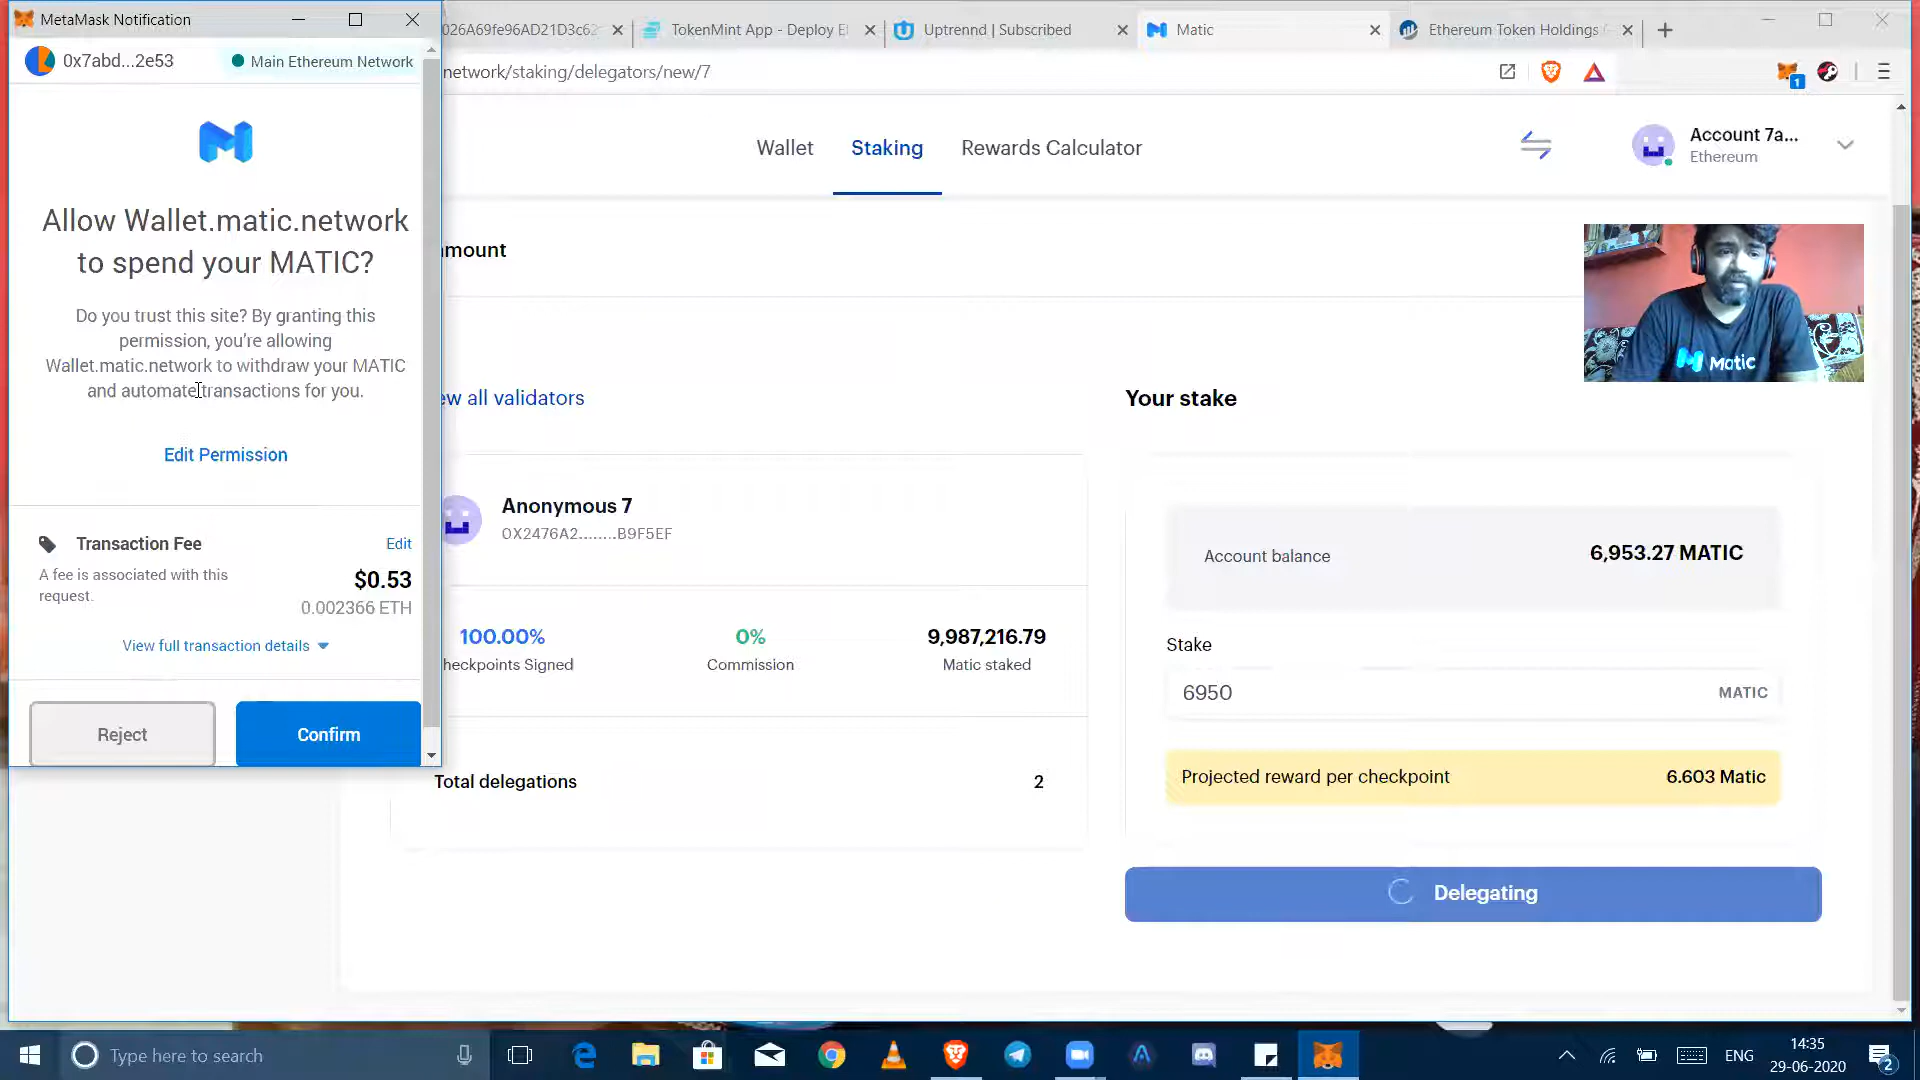 MetaMask Notification
026A69fe96AD21D3c62
TokenMint App - Deploy E
Uptrend | Subscribed
Matic
Ethereum Token Holdings
0x7abd...2e53
Main Ethereum Network
network/staking/delegators/new/7
1
Wallet
Staking
Rewards Calculator
Account 7a...
Ethereum
Allow Wallet.matic.network
to spend your MATIC?
Do you trust this site? By granting this
permission, you're allowing
Wallet.matic.network to withdraw your MATIC
and automate transactions for you.
Edit Permission
Transaction Fee
Edit
A fee is associated with this
request.
$0.53
0.002366 ETH
View full transaction details
Reject
Confirm
mount
Matic
ew all validators
Your stake
Anonymous 7
0X2476A2........B9F5EF
Account balance
6,953.27 MATIC
100.00%
heckpoints Signed
0%
Commission
9,987,216.79
Matic staked
Stake
6950
MATIC
Projected reward per checkpoint
6.603 Matic
Total delegations
2
Delegating
Type here to search
ENG
14:35
29-06-2020
2